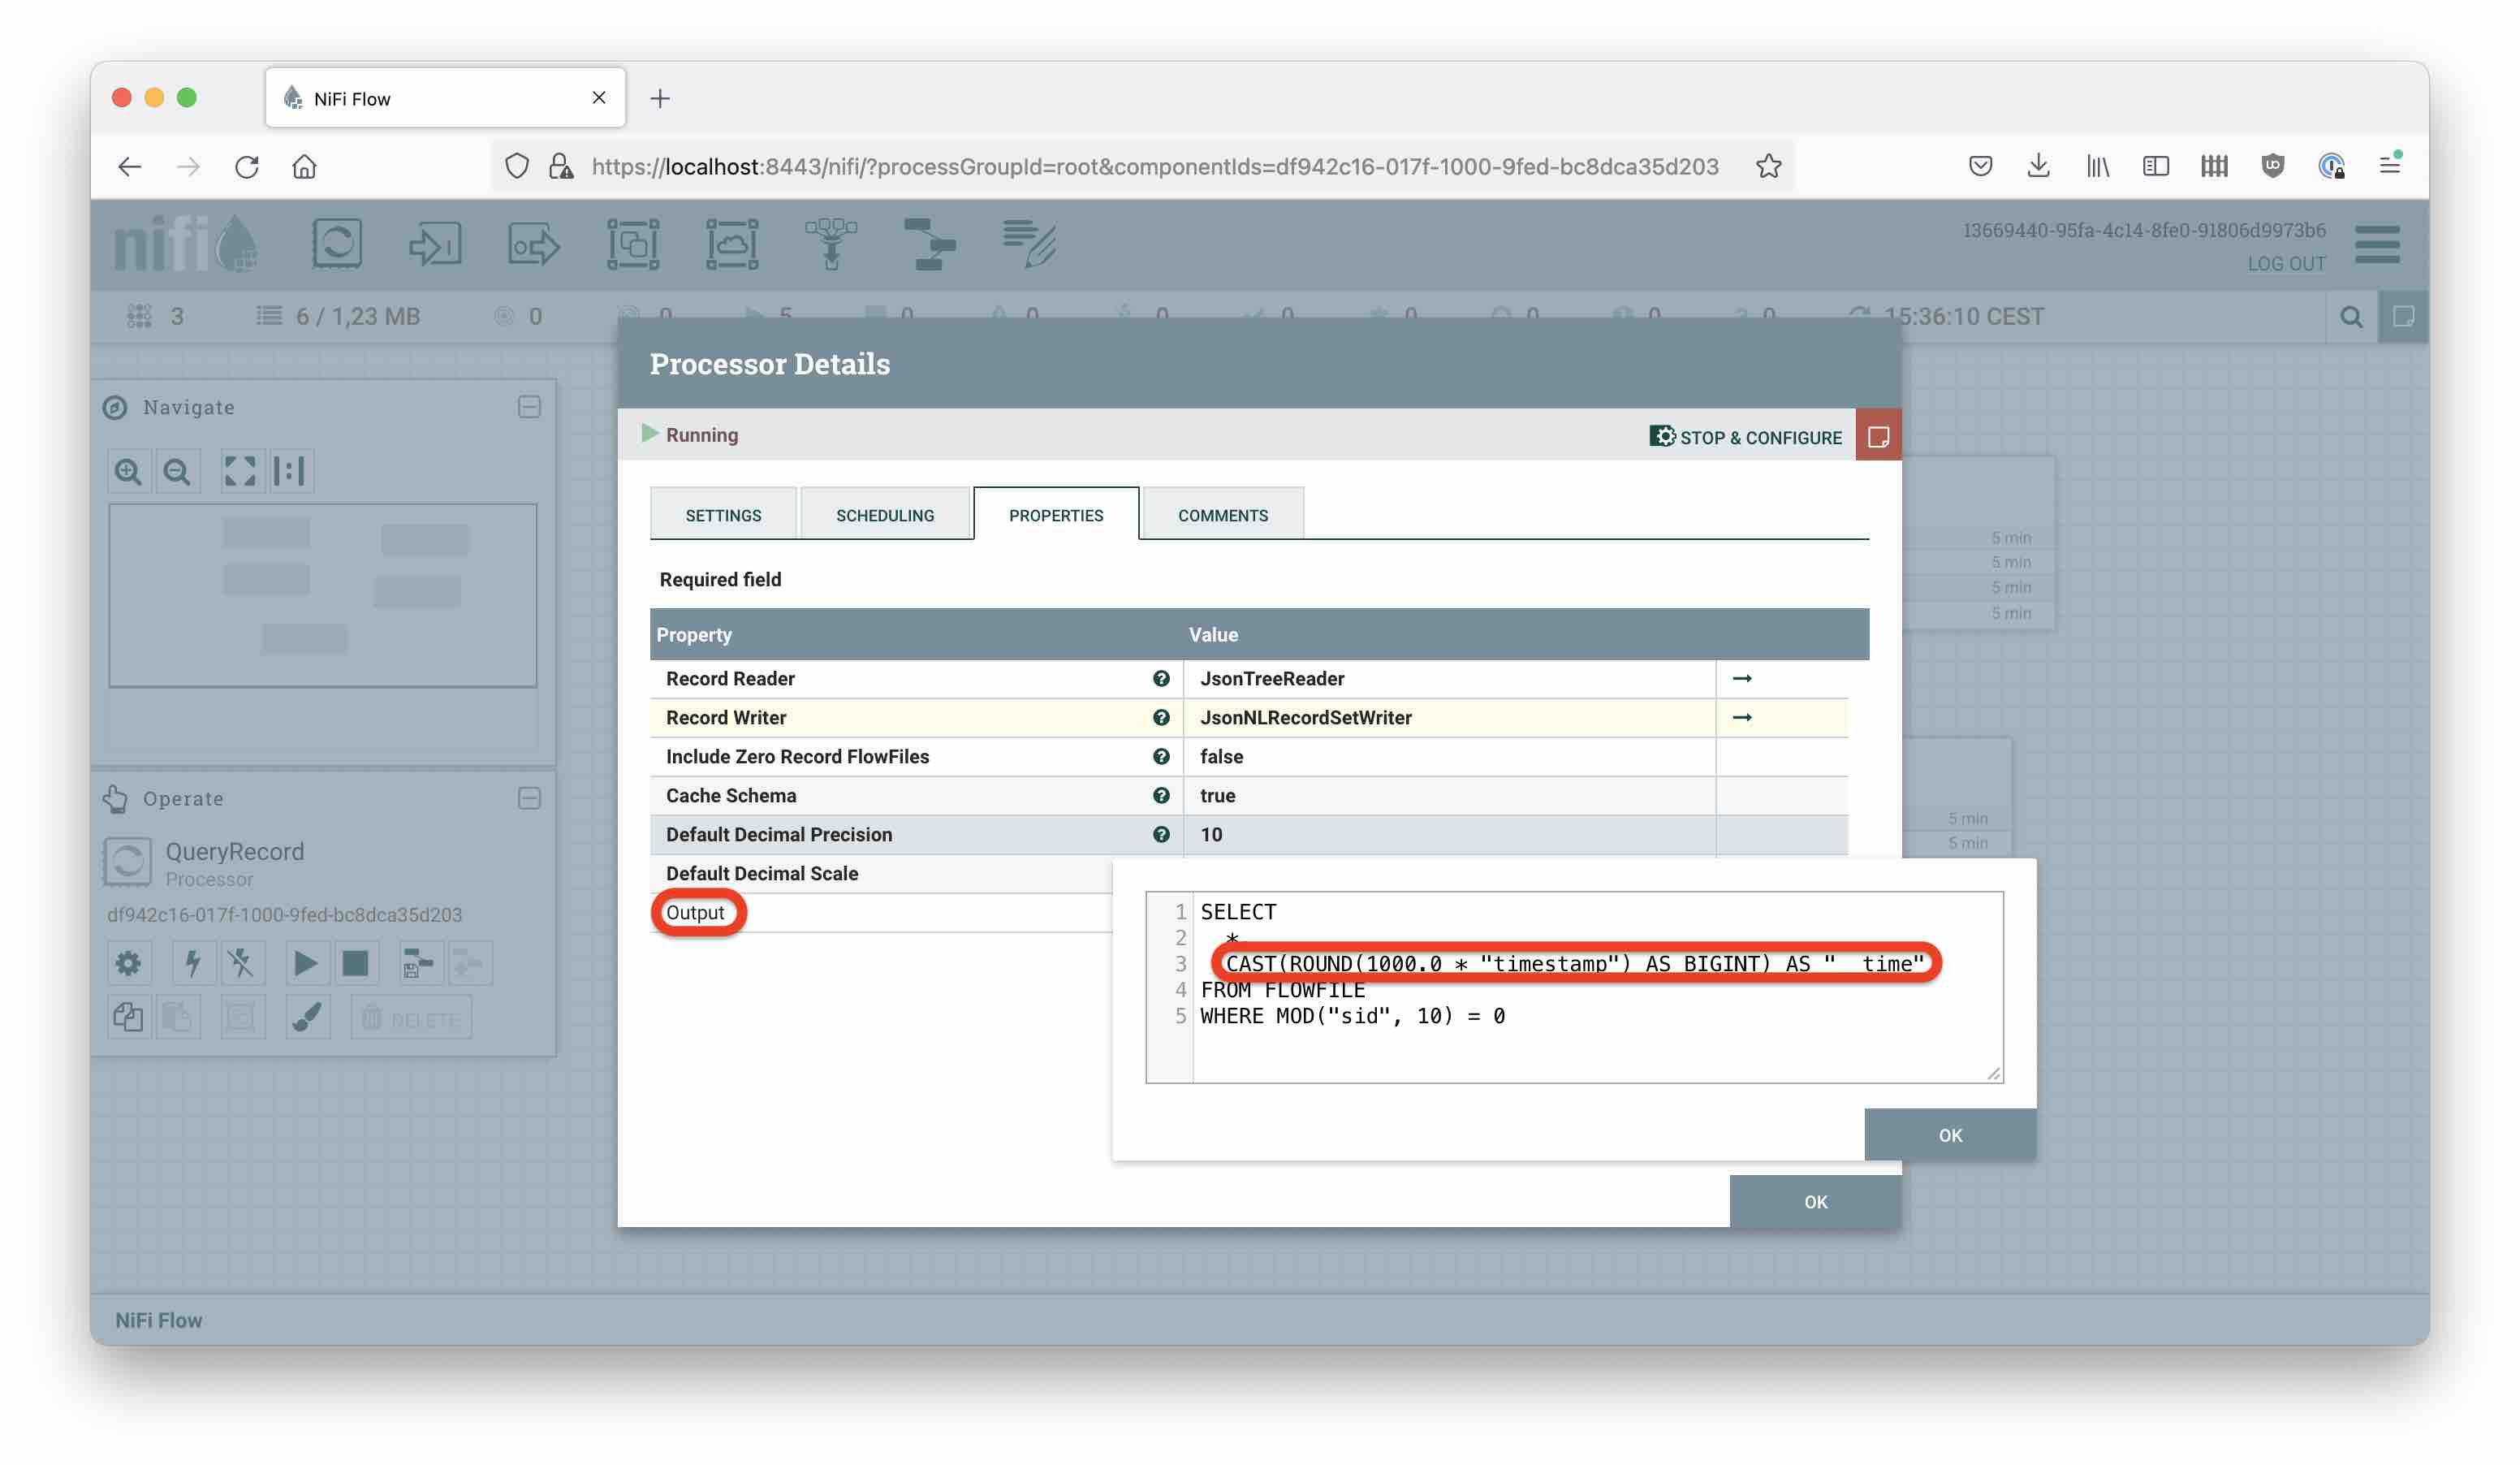 NiFi Flow
https://localhost:8443/nifi/?processGroupId=root&componentIds=df942c16-017f-1000-9fed-bc8dca35d203
nifi
13669440-95fa-4c14-8fe0-91806d9973b6
LOG OUT
3 6 / 1,23 MB 0 0 5 0 0 0 0 0 0 0 0 15:36:10 CEST
Processor Details
Navigate
Running
STOP & CONFIGURE
SETTINGS SCHEDULING PROPERTIES COMMENTS
5 min
5 min
5 min
5 min
Required field
Property Value
Record Reader ? JsonTreeReader
Record Writer ? JsonNLRecordSetWriter
Include Zero Record FlowFiles ? false
Cache Schema ? true
Default Decimal Precision ? 10
Default Decimal Scale
Output
5 min
5 min
Operate
QueryRecord
Processor
df942c16-017f-1000-9fed-bc8dca35d203
DELETE
1 SELECT
2 *
3 CAST(ROUND(1000.0 * "timestamp") AS BIGINT) AS "__time"
4 FROM FLOWFILE
5 WHERE MOD("sid", 10) = 0
OK
OK
NiFi Flow